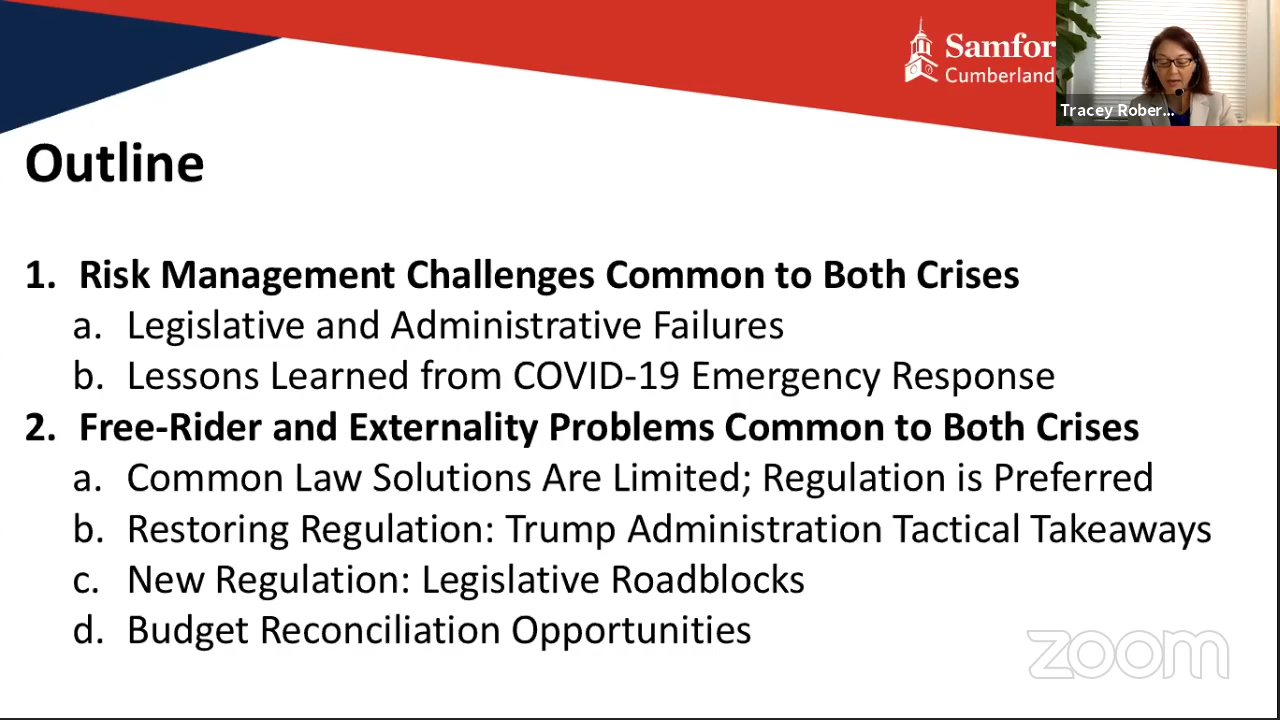 Samfor
Cumberland
Tracey Rober...
Outline
1. Risk Management Challenges Common to Both Crises
a. Legislative and Administrative Failures
b. Lessons Learned from COVID-19 Emergency Response
2. Free-Rider and Externality Problems Common to Both Crises
a. Common Law Solutions Are Limited; Regulation is Preferred
b. Restoring Regulation: Trump Administration Tactical Takeaways
c. New Regulation: Legislative Roadblocks
d. Budget Reconciliation Opportunities
zoom